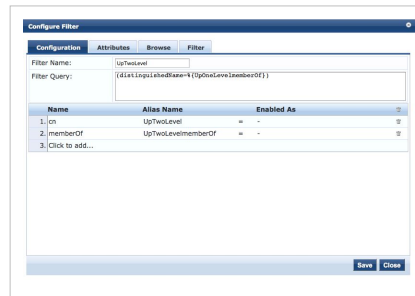 Configure Filter
Configuration Attributes Browse Filter
Filter Name: UpTwoLevel
Filter Query: (distinguishedName=%{UpOneLevelmemberOf})
Name Alias Name Enabled As
1. cn UpTwoLevel = -
2. memberOf UpTwoLevelmemberOf = -
3. Click to add...
Save Close